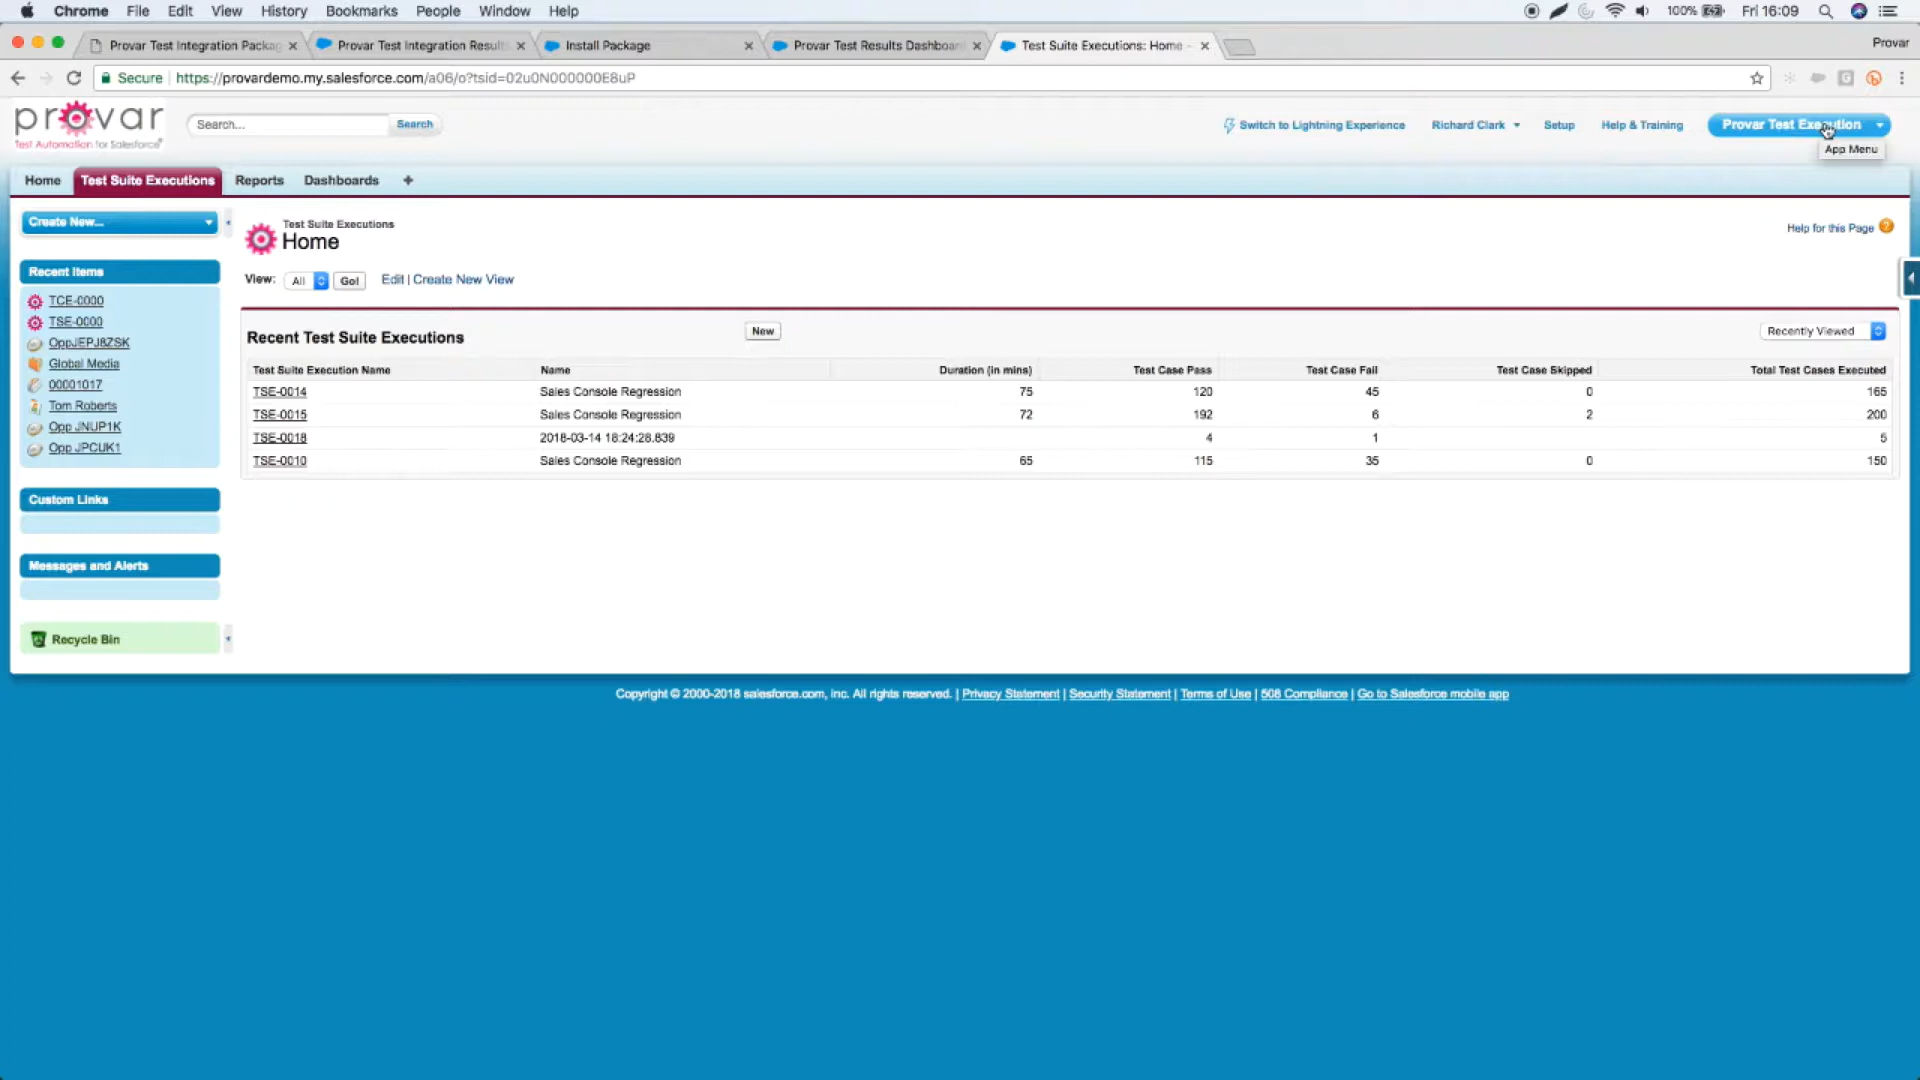 Chrome File Edit View History Bookmarks People Window Help 100% Fri 16:09
Provar Test Integration Packag Provar Test Integration Results Install Package Provar Test Results Dashboar Test Suite Executions: Home - Provar
Secure https://provardemo.my.salesforce.com/a06/o?tsid=02u0N000000E8uP
provar
Test Automation for Salesforce
Search... Search Switch to Lightning Experience Richard Clark Setup Help & Training Provar Test Execution
App Menu
Home Test Suite Executions Reports Dashboards +
Create New...
Test Suite Executions
Home
Help for this Page
Recent Items
View: All Go! Edit | Create New View
TCE-0000
TSE-0000
OppJEPJ8ZSK
Global Media
00001017
Tom Roberts
Opp JNUP1K
Opp JPCUK1
Recent Test Suite Executions New Recently Viewed
Test Suite Execution Name Name Duration (in mins) Test Case Pass Test Case Fail Test Case Skipped Total Test Cases Executed
TSE-0014 Sales Console Regression 75 120 45 0 165
TSE-0015 Sales Console Regression 72 192 6 2 200
TSE-0018 2018-03-14 18:24:28.839 4 1 5
TSE-0010 Sales Console Regression 65 115 35 0 150
Custom Links
Messages and Alerts
Recycle Bin
Copyright © 2000-2018 salesforce.com, inc. All rights reserved. | Privacy Statement | Security Statement | Terms of Use | 508 Compliance | Go to Salesforce mobile app